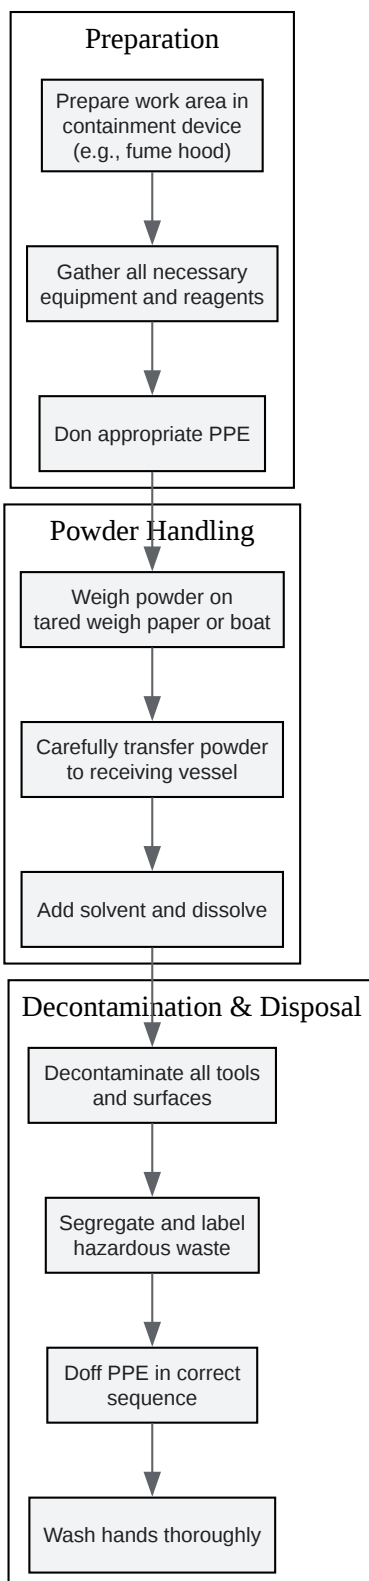 Preparation
Prepare work area in
containment device
(e.g., fume hood)
Gather all necessary
equipment and reagents
Don appropriate PPE
Powder Handling
Weigh powder on
tared weigh paper or boat
Carefully transfer powder
to receiving vessel
Add solvent and dissolve
Decontamination & Disposal
Decontaminate all tools
and surfaces
Segregate and label
hazardous waste
Doff PPE in correct
sequence
Wash hands thoroughly